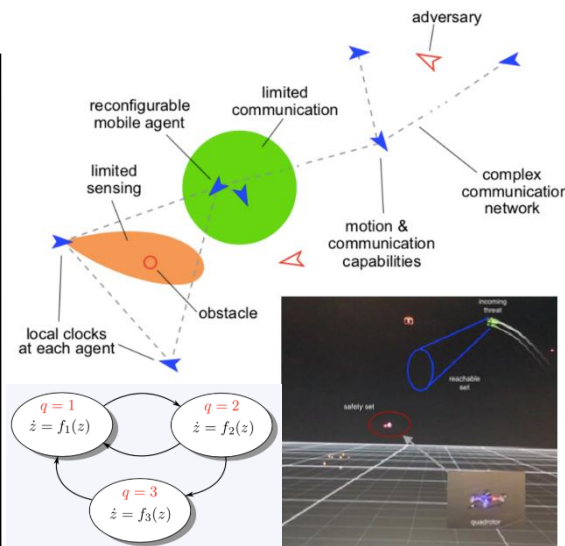 adversary
reconfigurable
mobile agent
limited
communication
limited
sensing
complex
communication
network
motion &
communication
capabilities
obstacle
local clocks
at each agent
incoming
threat
reachable
set
safety set
quadrotor
q = 1
ż = f₁(z)
q = 2
ż = f₂(z)
q = 3
ż = f₃(z)